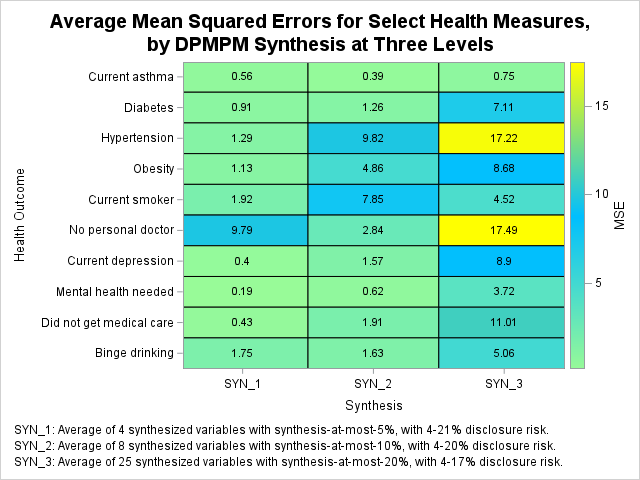 Average Mean Squared Errors for Select Health Measures,
by DPMPM Synthesis at Three Levels
Health Outcome
Current asthma 0.56 0.39 0.75
Diabetes 0.91 1.26 7.11
Hypertension 1.29 9.82 17.22
Obesity 1.13 4.86 8.68
Current smoker 1.92 7.85 4.52
No personal doctor 9.79 2.84 17.49
Current depression 0.4 1.57 8.9
Mental health needed 0.19 0.62 3.72
Did not get medical care 0.43 1.91 11.01
Binge drinking 1.75 1.63 5.06
SYN_1 SYN_2 SYN_3
Synthesis
15
10
5
MSE
SYN_1: Average of 4 synthesized variables with synthesis-at-most-5%, with 4-21% disclosure risk.
SYN_2: Average of 8 synthesized variables with synthesis-at-most-10%, with 4-20% disclosure risk.
SYN_3: Average of 25 synthesized variables with synthesis-at-most-20%, with 4-17% disclosure risk.